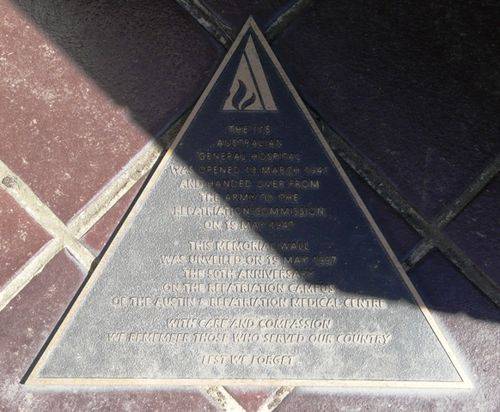 THE 115
AUSTRALIAN
GENERAL HOSPITAL
WAS OPENED 13 MARCH 1941
AND HANDED OVER FROM
THE ARMY TO THE
REPATRIATION COMMISSION
ON 15 MAY 1947
THIS MEMORIAL WALL
WAS UNVEILED ON 15 MAY 1997
THE 50TH ANNIVERSARY
ON THE REPATRIATION CAMPUS
OF THE AUSTIN & REPATRIATION MEDICAL CENTRE
WITH CARE AND COMPASSION
WE REMEMBER THOSE WHO SERVED OUR COUNTRY
LEST WE FORGET